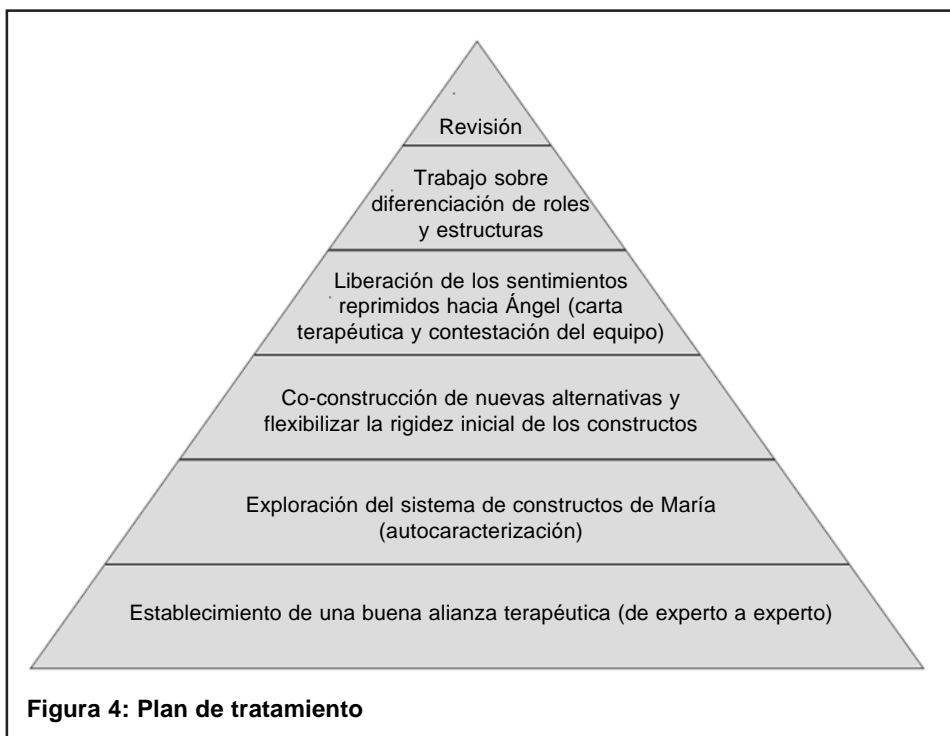 Revisión
Trabajo sobre
diferenciación de roles
y estructuras
Liberación de los sentimientos
reprimidos hacia Ángel (carta
terapéutica y contestación del equipo)
Co-construcción de nuevas alternativas y
flexibilizar la rigidez inicial de los constructos
Exploración del sistema de constructos de María
(autocaracterización)
Establecimiento de una buena alianza terapéutica (de experto a experto)
Figura 4: Plan de tratamiento